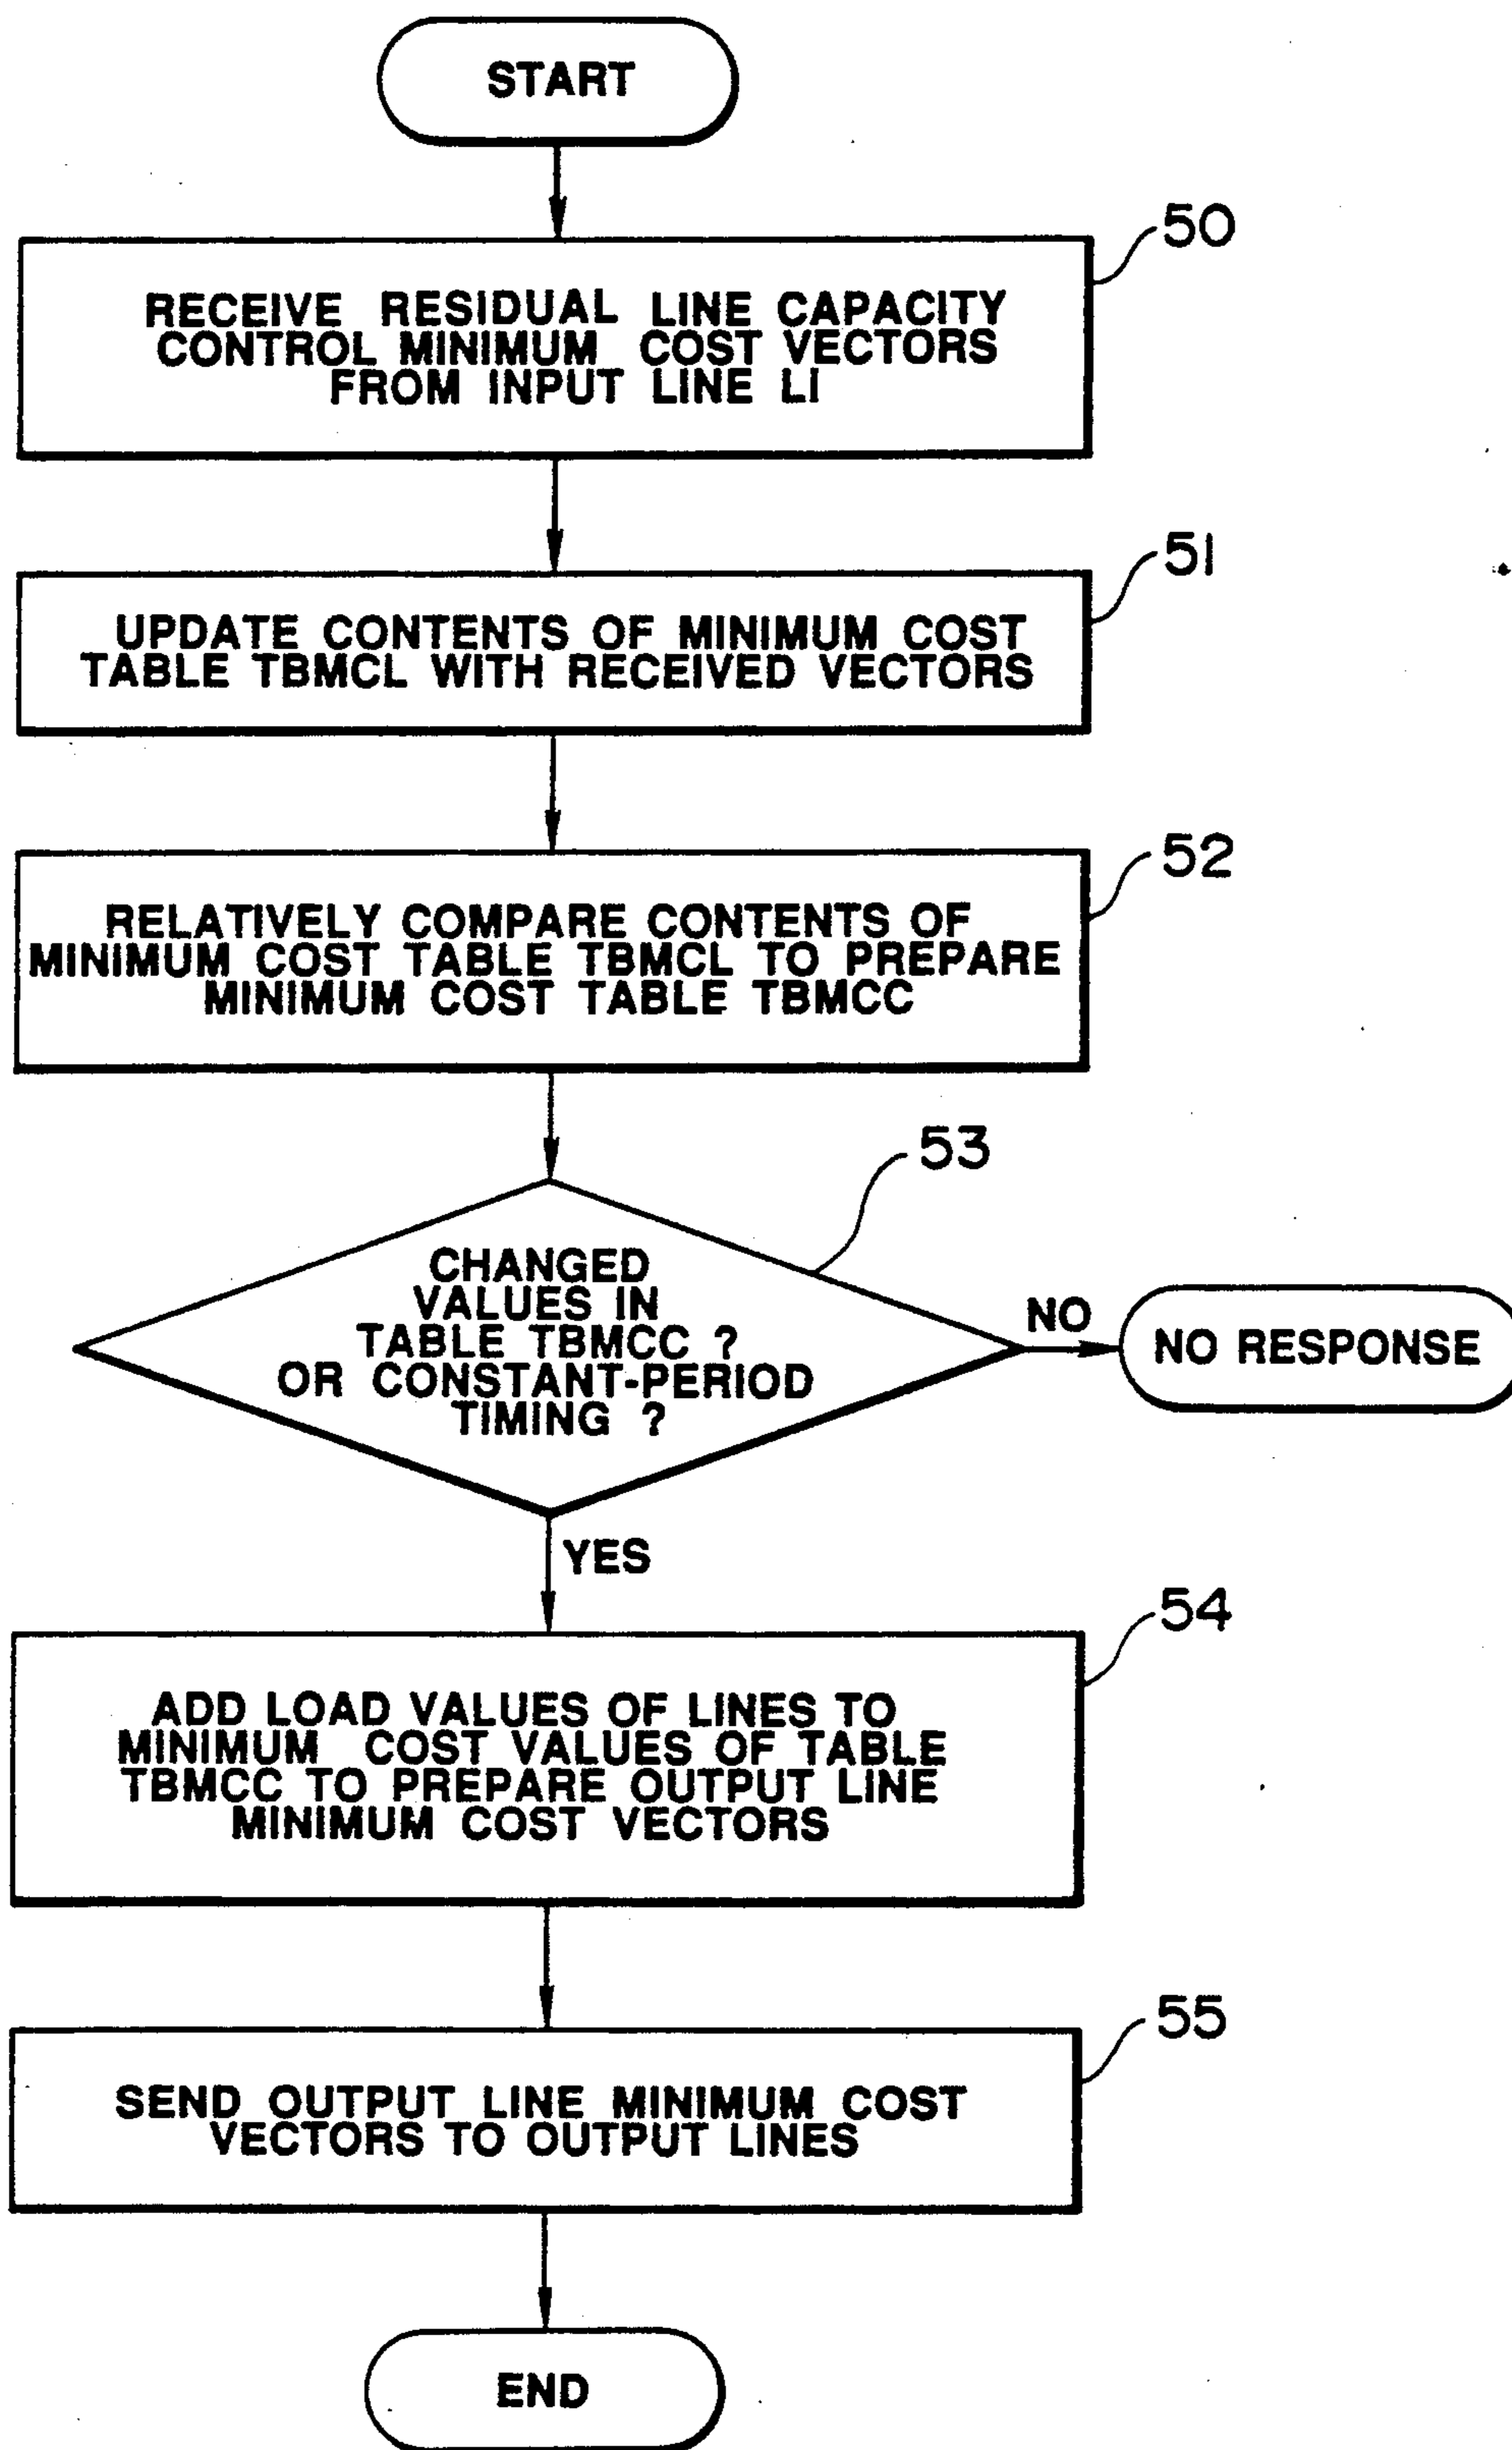 START
50
RECEIVE RESIDUAL LINE CAPACITY
CONTROL MINIMUM COST VECTORS
FROM INPUT LINE LI
51
UPDATE CONTENTS OF MINIMUM COST
TABLE TBMCL WITH RECEIVED VECTORS
52
RELATIVELY COMPARE CONTENTS OF
MINIMUM COST TABLE TBMCL TO PREPARE
MINIMUM COST TABLE TBMCC
53
CHANGED
VALUES IN
TABLE TBMCC ?
OR CONSTANT-PERIOD
TIMING ?
NO
NO RESPONSE
YES
54
ADD LOAD VALUES OF LINES TO
MINIMUM COST VALUES OF TABLE
TBMCC TO PREPARE OUTPUT LINE
MINIMUM COST VECTORS
55
SEND OUTPUT LINE MINIMUM COST
VECTORS TO OUTPUT LINES
END